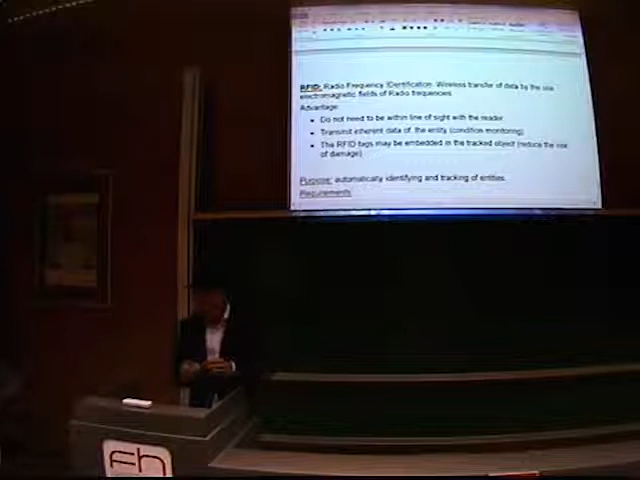 RFID: Radio Frequency IDentification. Wireless transfer of data by the use
electromagnetic fields of Radio frequencies
Advantage:
Do not need to be within line of sight with the reader
Transmit inherent data of the entity (condition monitoring)
The RFID tags may be embedded in the tracked object (reduce the risk
of damage)
Purpose: automatically identifying and tracking of entities.
Requirements:
fh